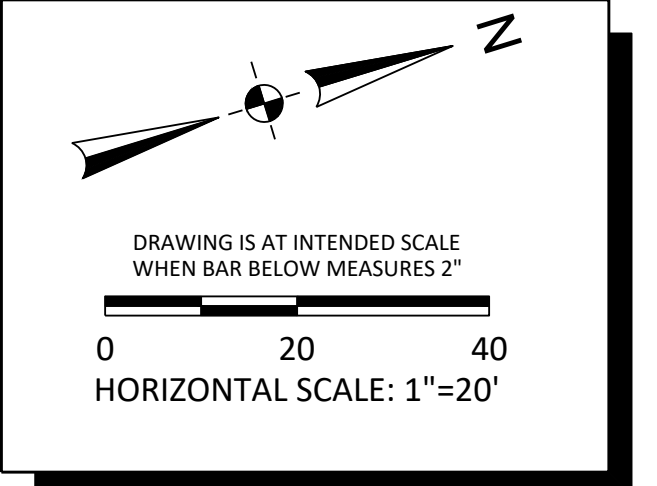 N
DRAWING IS AT INTENDED SCALE
WHEN BAR BELOW MEASURES 2"
0 20 40
HORIZONTAL SCALE: 1"=20'